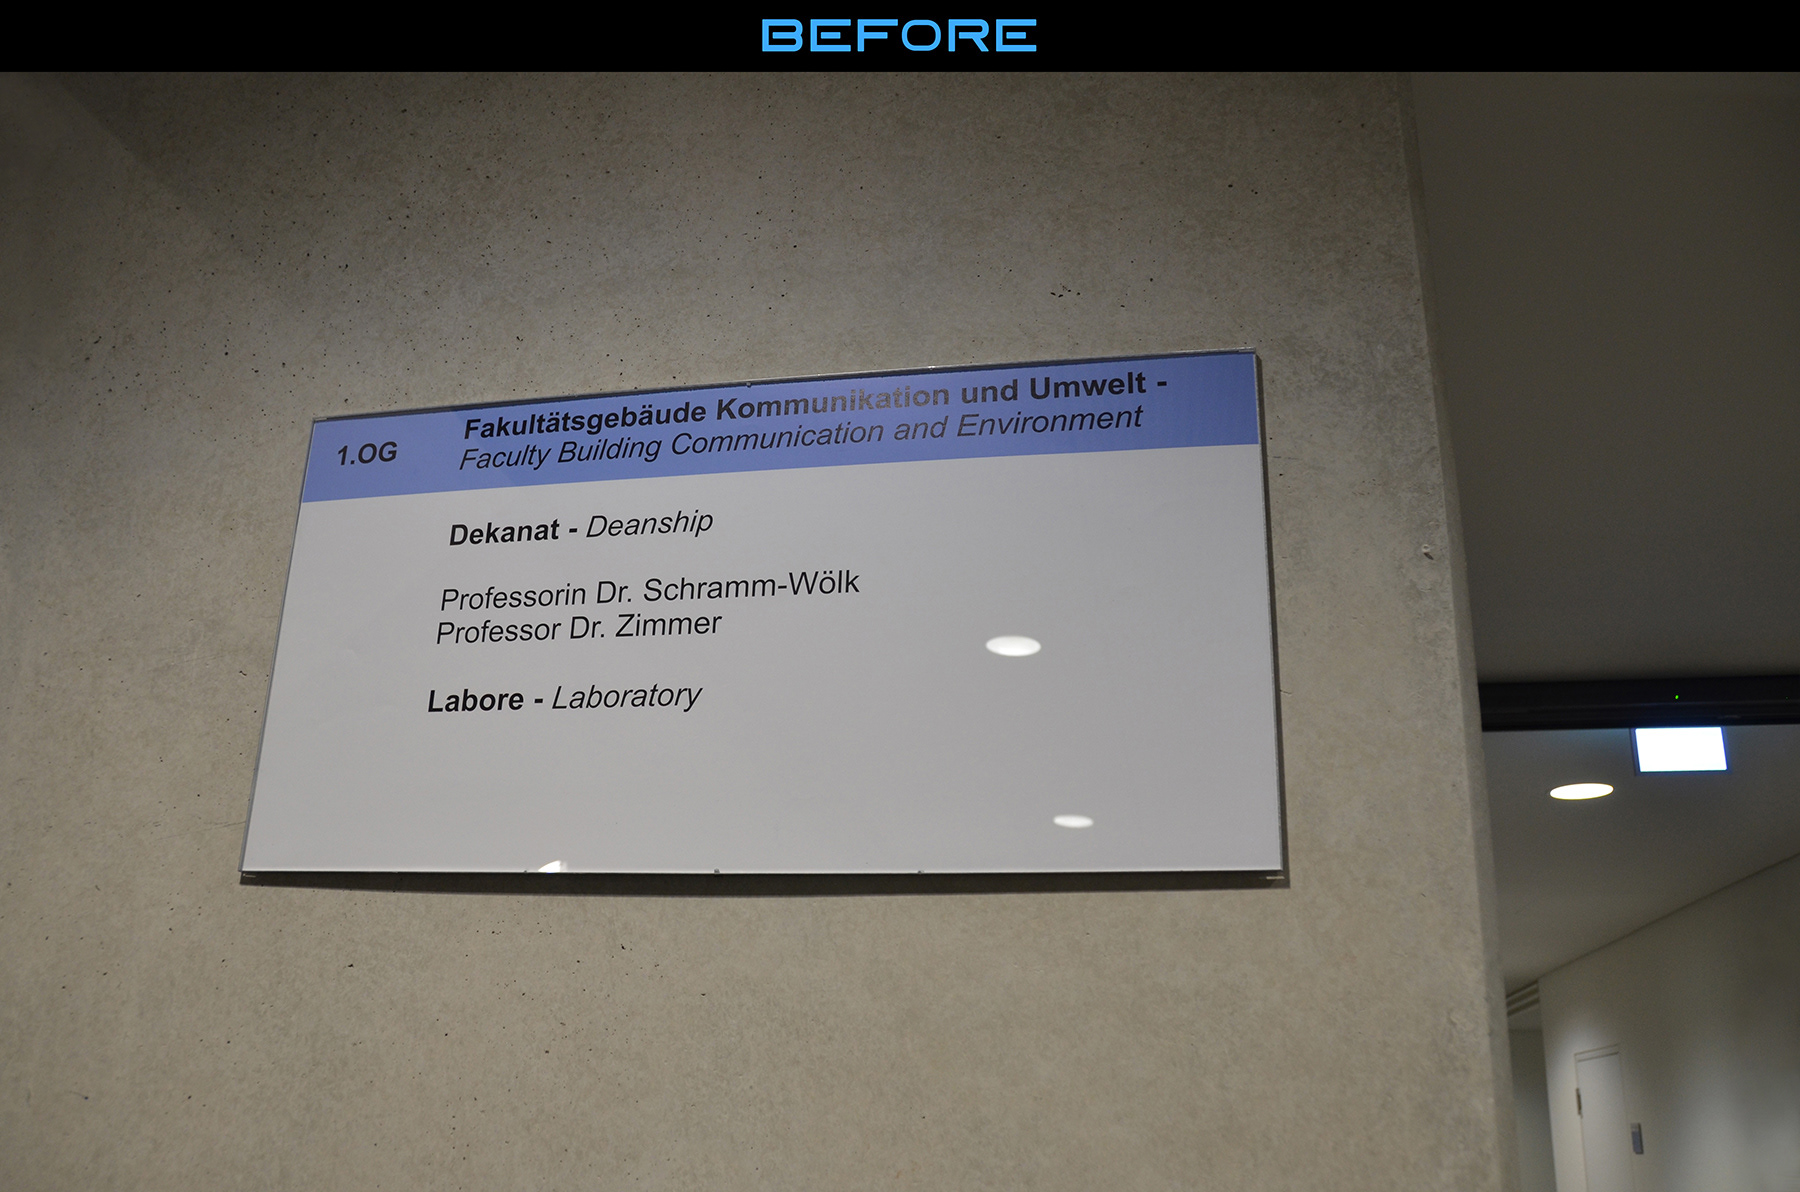 BEFORE
1.OG
Fakultätsgebäude Kommunikation und Umwelt -
Faculty Building Communication and Environment
Dekanat - Deanship
Professorin Dr. Schramm-Wölk
Professor Dr. Zimmer
Labore - Laboratory